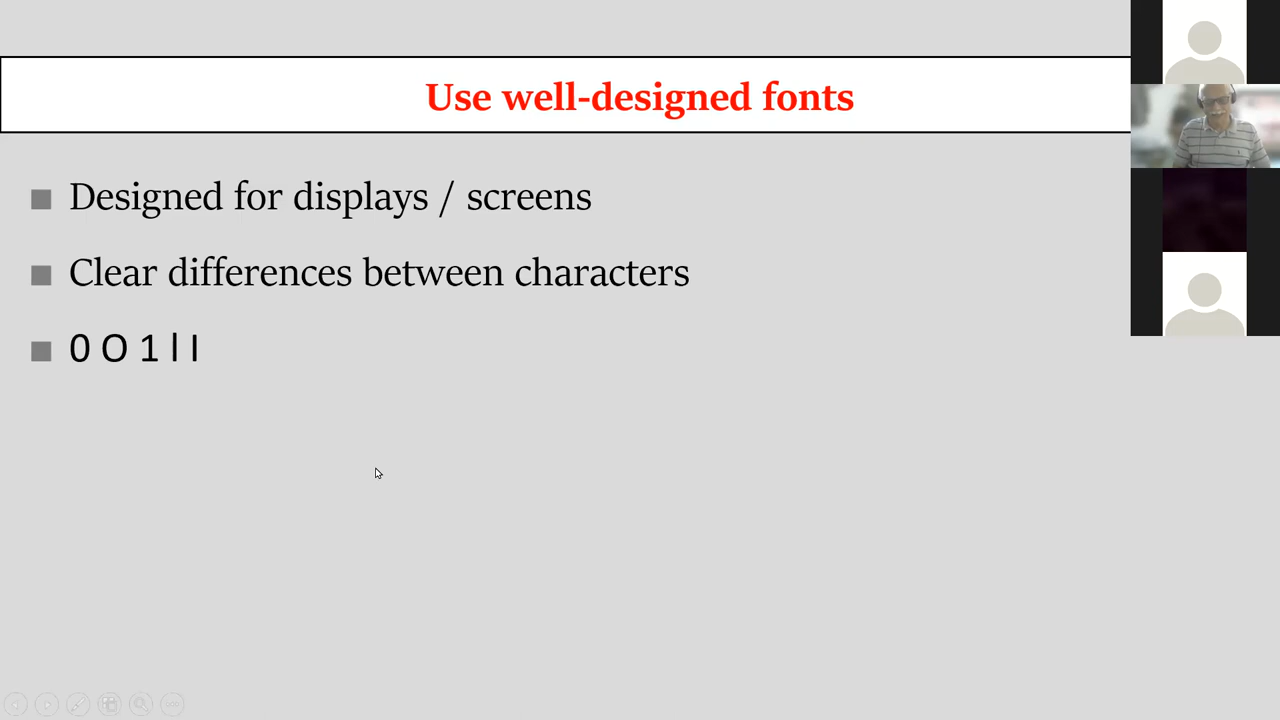 Use well-designed fonts
Designed for displays / screens
Clear differences between characters
0 O 1 l I